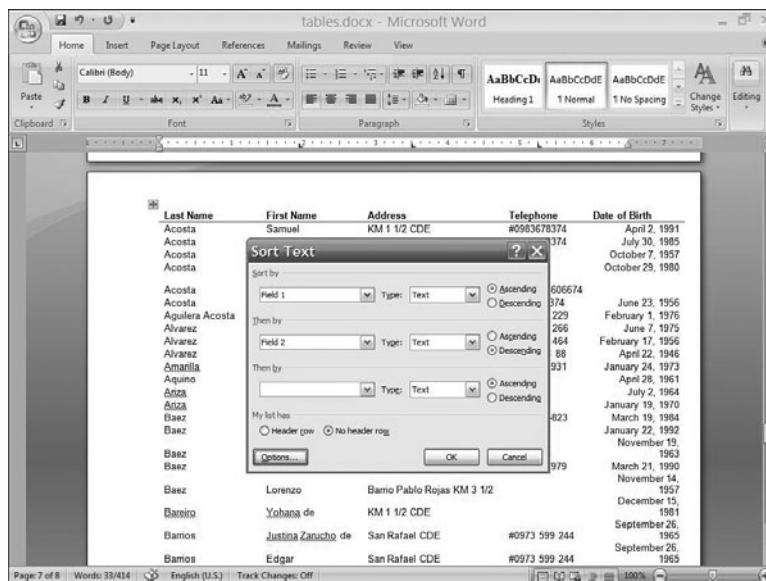 tables.docx - Microsoft Word
Home Insert Page Layout References Mailings Review View
Paste
Calibri (Body) 11
AaBbCcDc AaBbCcDdE AaBbCcDdE
Heading 1 ¶ Normal ¶ No Spacing
Change Styles
Editing
Clipboard Font Paragraph Styles
Last Name First Name Address Telephone Date of Birth
Acosta Samuel KM 1 1/2 CDE #0983678374 April 2, 1991
Acosta 374 July 30, 1985
Acosta October 7, 1957
Acosta October 29, 1980
Acosta 606674
Acosta 374 June 23, 1956
Aguilera Acosta 229 February 1, 1976
Alvarez 266 June 7, 1975
Alvarez 464 February 17, 1956
Alvarez 88 April 22, 1946
Amarilla 931 January 24, 1973
Aquino April 28, 1961
Ariza July 2, 1964
Ariza January 19, 1970
Baez -823 March 19, 1984
Baez January 22, 1992
November 19,
Baez 1963
Baez 979 March 21, 1990
November 14,
Baez Lorenzo Barrio Pablo Rojas KM 3 1/2 1957
December 15,
Bareiro Yohana de KM 1 1/2 CDE 1981
September 26,
Barrios Justina Zarucho de San Rafael CDE #0973 599 244 1965
September 26,
Barrios Edgar San Rafael CDE #0973 599 244 1965
Sort Text
Sort by
Field 1 Type: Text Ascending
Descending
Then by
Field 2 Type: Text Ascending
Descending
Then by
Type: Text Ascending
Descending
My list has
Header row No header row
Options... OK Cancel
Page: 7 of 8 Words: 33/414 English (U.S.) Track Changes: Off 100%